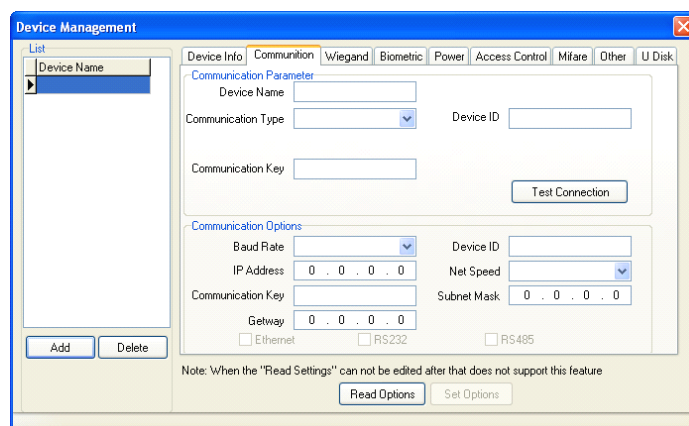 Device Management
List
Device Name
Device Info Communition Wiegand Biometric Power Access Control Mifare Other U Disk
Communication Parameter
Device Name
Communication Type Device ID
Communication Key
Test Connection
Communication Options
Baud Rate Device ID
IP Address 0 . 0 . 0 . 0 Net Speed
Communication Key Subnet Mask 0 . 0 . 0 . 0
Getway 0 . 0 . 0 . 0
Ethernet RS232 RS485
Add Delete
Note: When the "Read Settings" can not be edited after that does not support this feature
Read Options Set Options